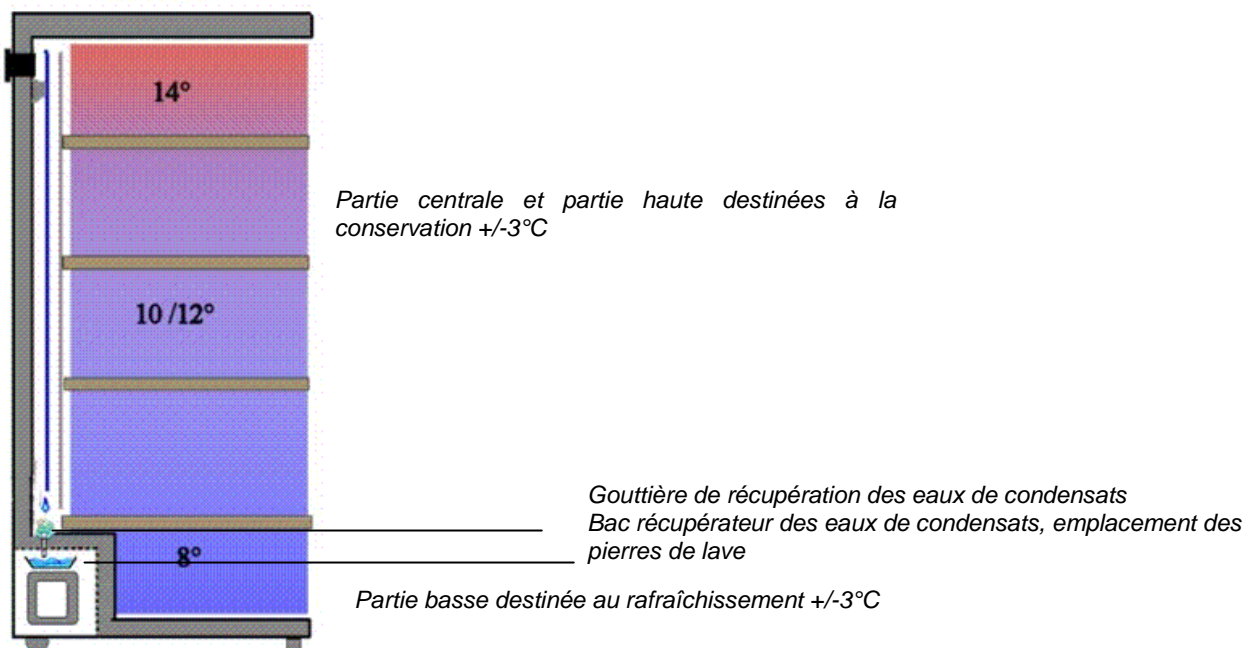 14°
Partie centrale et partie haute destinées à la
conservation +/-3°C
10 /12°
Gouttière de récupération des eaux de condensats
Bac récupérateur des eaux de condensats, emplacement des
pierres de lave
8°
Partie basse destinée au rafraîchissement +/-3°C